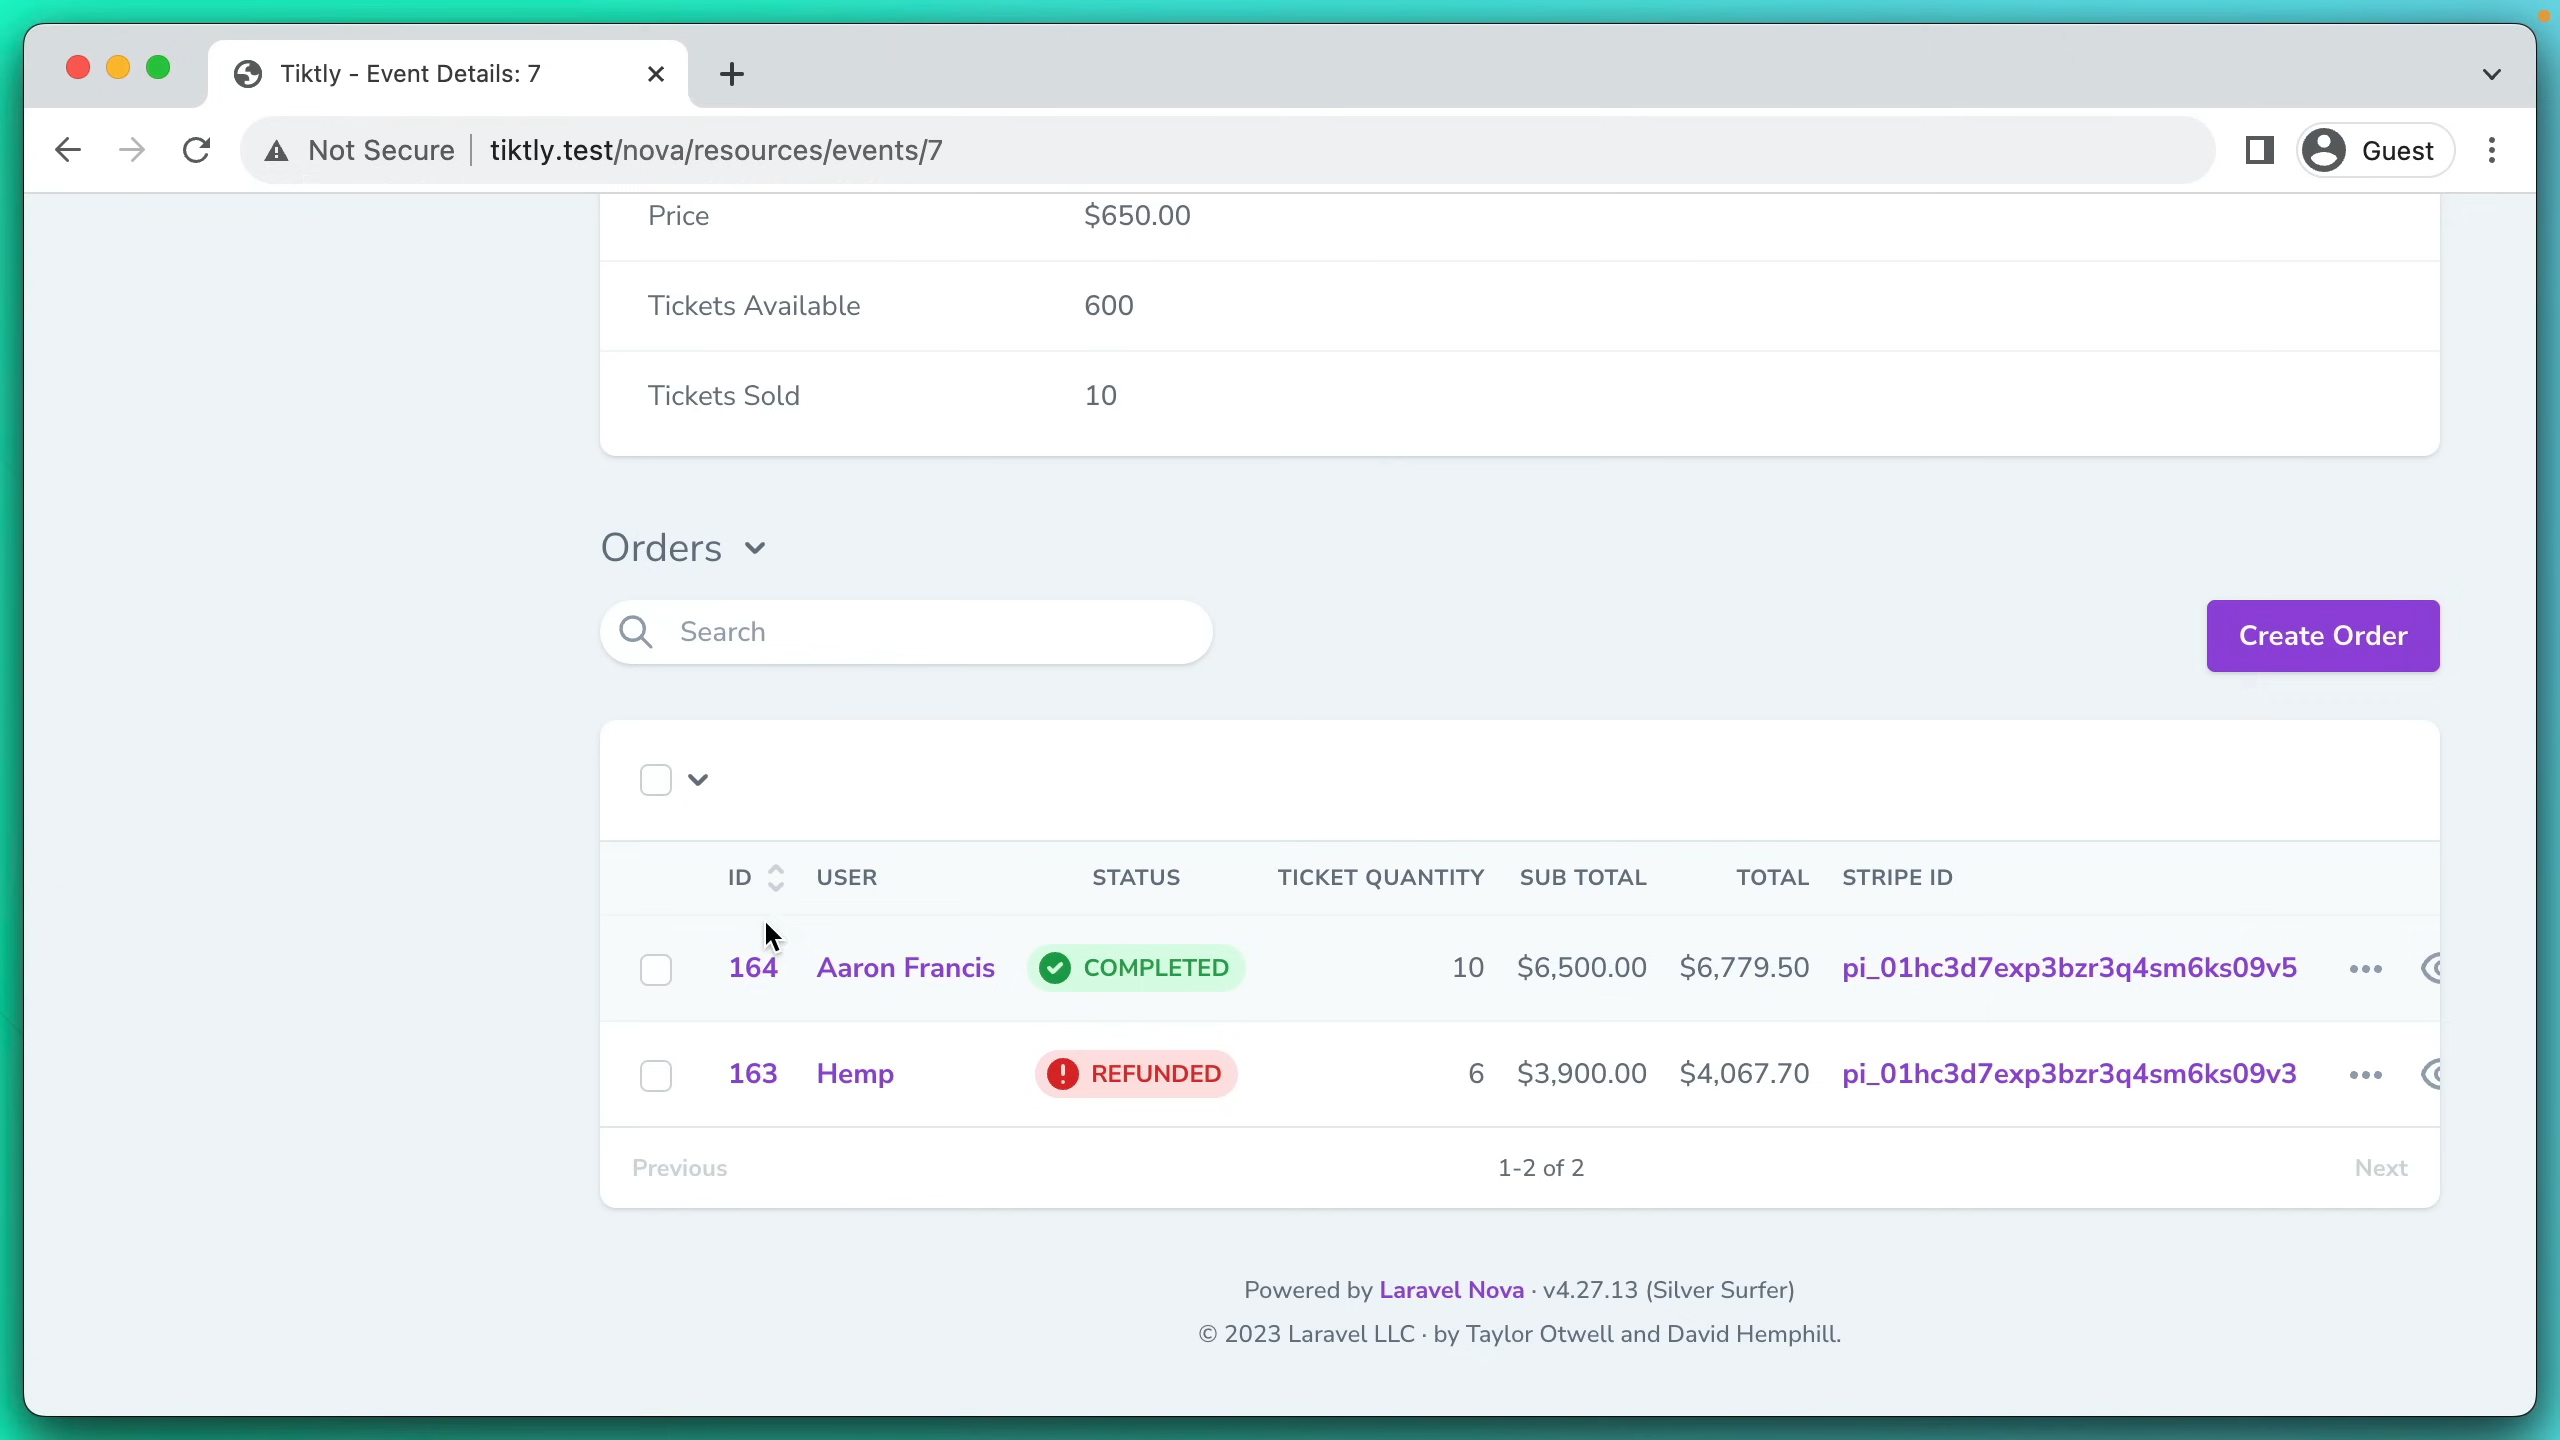 Tiktly - Event Details: 7
Not Secure tiktly.test/nova/resources/events/7 Guest
Price $650.00
Tickets Available 600
Tickets Sold 10
Orders
Search
Create Order
ID USER STATUS TICKET QUANTITY SUB TOTAL TOTAL STRIPE ID
164 Aaron Francis COMPLETED 10 $6,500.00 $6,779.50 pi_01hc3d7exp3bzr3q4sm6ks09v5
163 Hemp REFUNDED 6 $3,900.00 $4,067.70 pi_01hc3d7exp3bzr3q4sm6ks09v3
Previous 1-2 of 2 Next
Powered by Laravel Nova · v4.27.13 (Silver Surfer)
© 2023 Laravel LLC · by Taylor Otwell and David Hemphill.